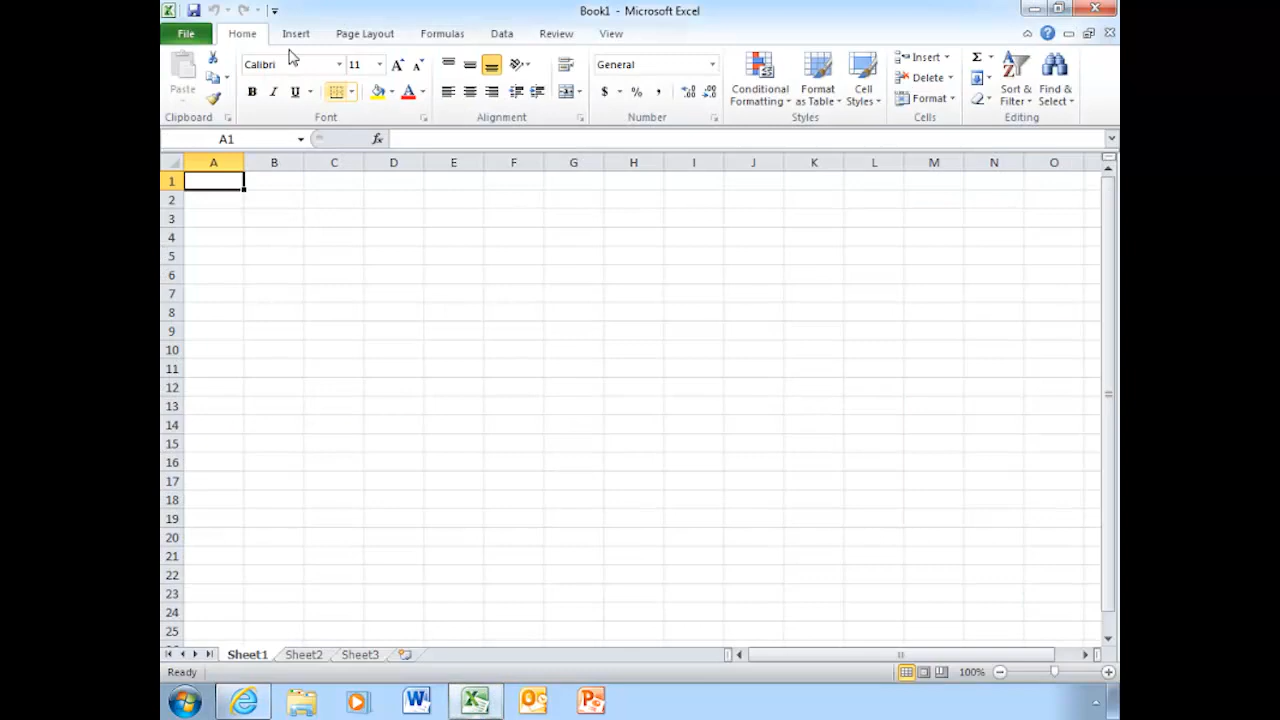 Book1 - Microsoft Excel
File Home Insert Page Layout Formulas Data Review View
Calibri 11 General Insert
Paste B I U $ % , Conditional Formatting Format as Table Cell Styles Delete Format Σ Sort & Filter Find & Select
Clipboard Font Alignment Number Styles Cells Editing
A1 fx
A B C D E F G H I J K L M N O
1
2
3
4
5
6
7
8
9
10
11
12
13
14
15
16
17
18
19
20
21
22
23
24
25
Sheet1 Sheet2 Sheet3
Ready 100%